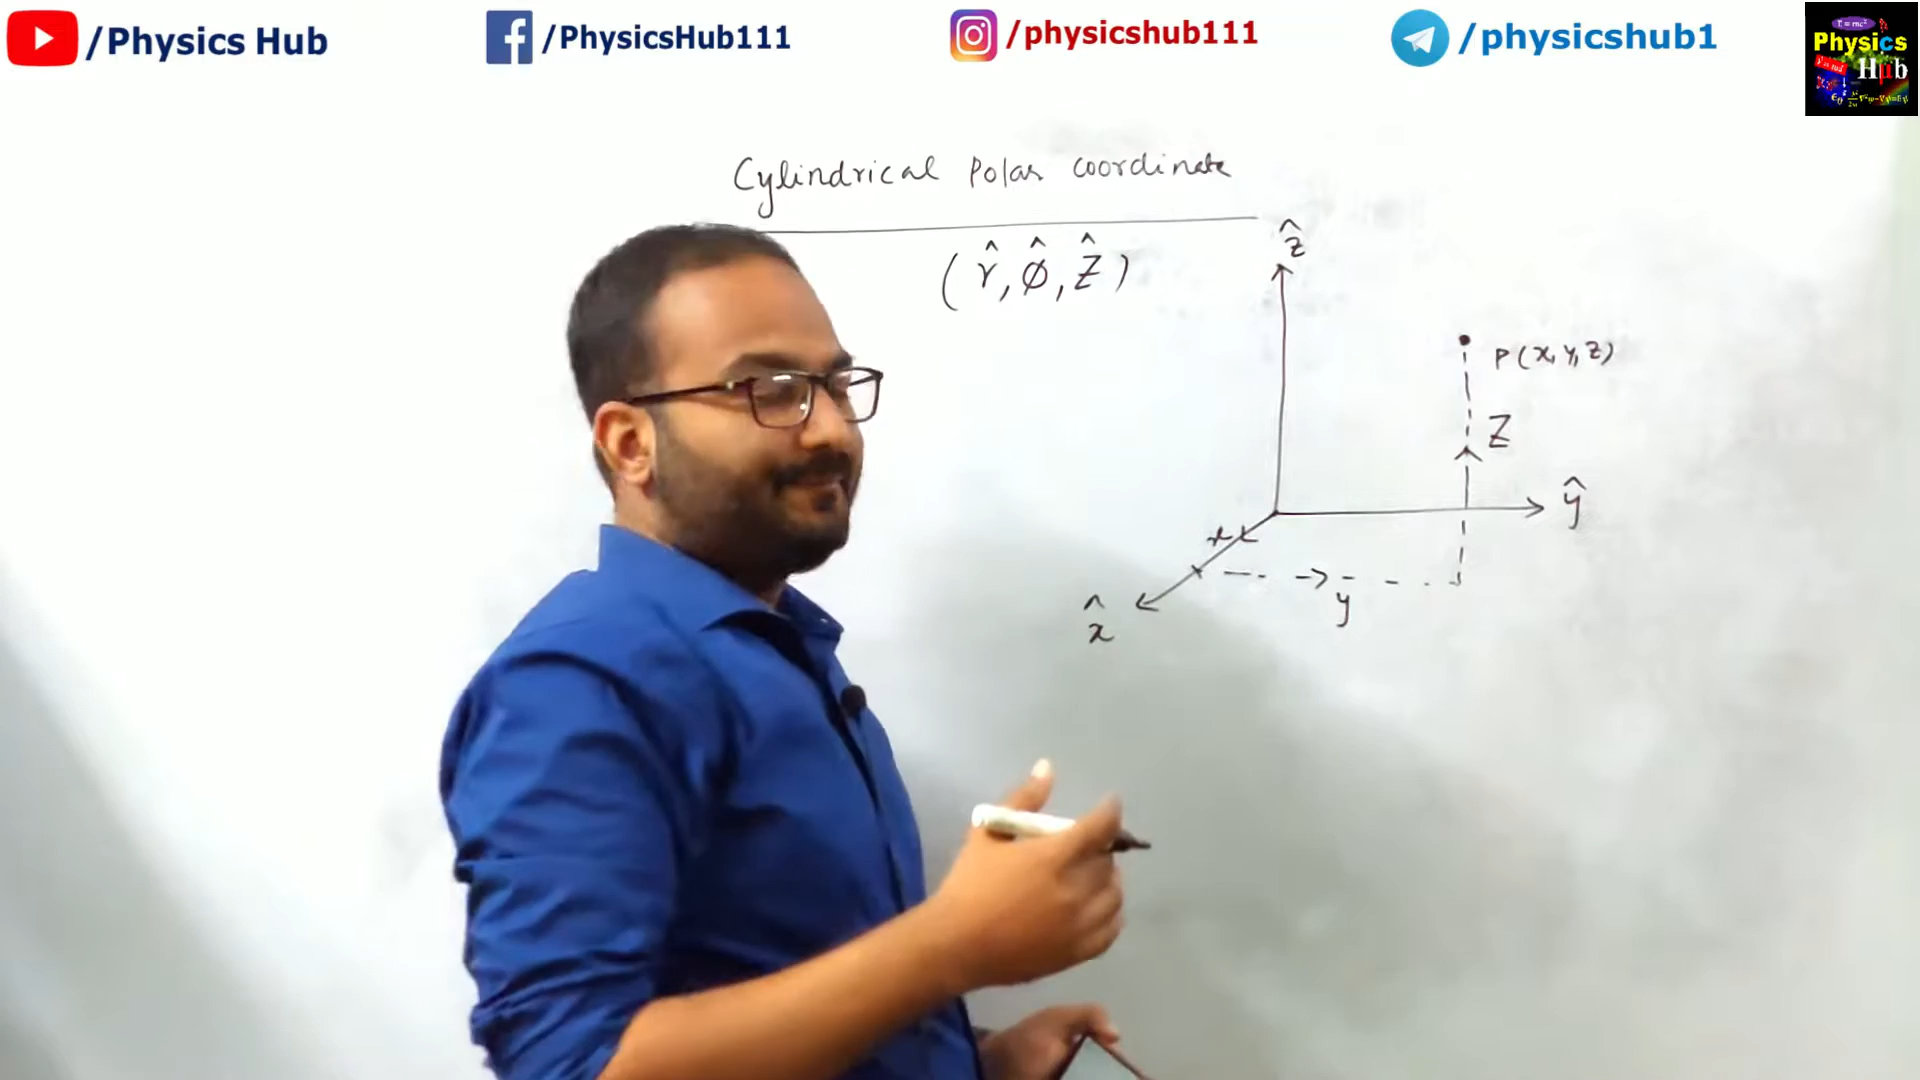 /Physics Hub
/PhysicsHub111
/physicshub111
/physicshub1
Physics
Hub
Cylindrical Polar coordinate
(r̂, φ̂, Ẑ)
ẑ
P(x, y, z)
Z
ŷ
x
y
x̂